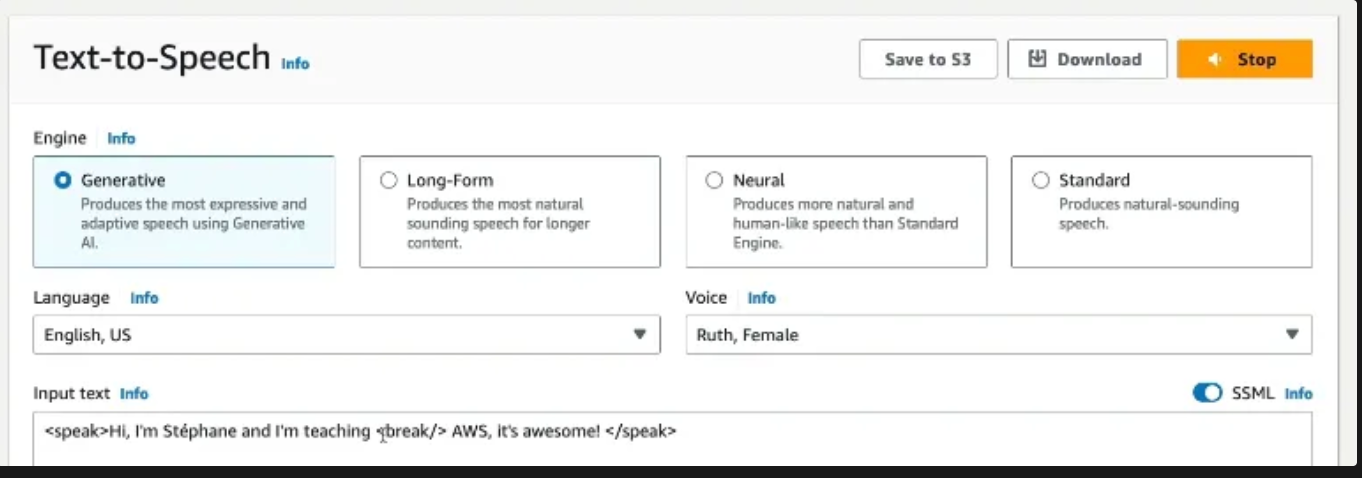 Text-to-Speech Info
Save to S3
Download
Stop
Engine Info
Generative
Produces the most expressive and
adaptive speech using Generative
AI.
Long-Form
Produces the most natural
sounding speech for longer
content.
Neural
Produces more natural and
human-like speech than Standard
Engine.
Standard
Produces natural-sounding
speech.
Language Info
English, US
Voice Info
Ruth, Female
Input text Info
SSML Info
<speak>Hi, I'm Stéphane and I'm teaching <break/> AWS, it's awesome! </speak>